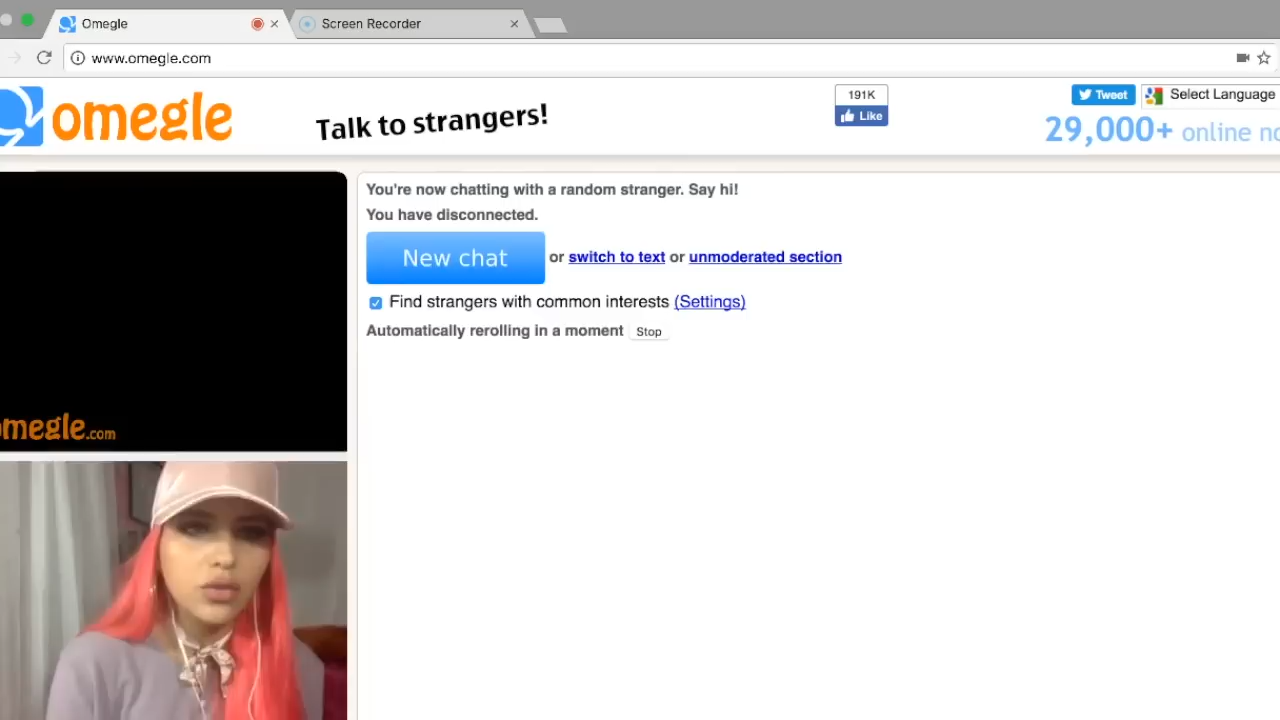 Omegle
Screen Recorder
www.omegle.com
omegle
Talk to strangers!
191K
Like
Tweet
Select Language
29,000+ online no
You're now chatting with a random stranger. Say hi!
You have disconnected.
New chat or switch to text or unmoderated section
Find strangers with common interests (Settings)
Automatically rerolling in a moment Stop
omegle.com